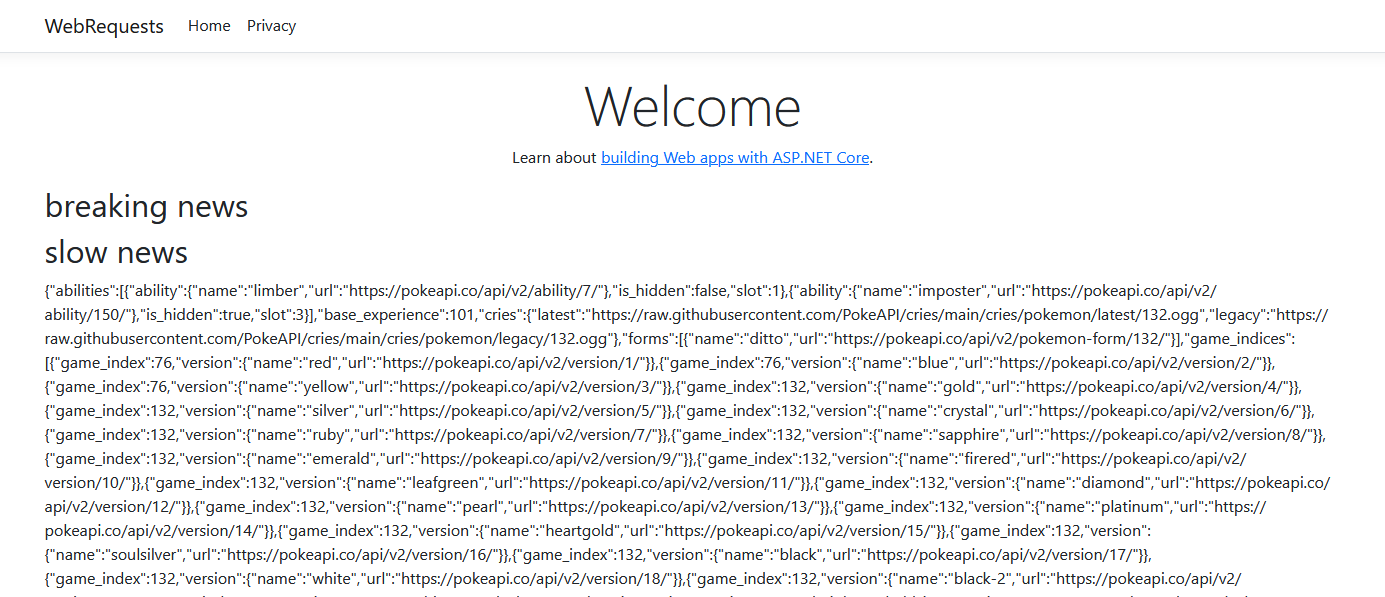 WebRequests Home Privacy
Welcome
Learn about building Web apps with ASP.NET Core.
breaking news
slow news
{"abilities":[{"ability":{"name":"limber","url":"https://pokeapi.co/api/v2/ability/7/"},"is_hidden":false,"slot":1},{"ability":{"name":"imposter","url":"https://pokeapi.co/api/v2/
ability/150/"},"is_hidden":true,"slot":3}],"base_experience":101,"cries":{"latest":"https://raw.githubusercontent.com/PokeAPI/cries/main/cries/pokemon/latest/132.ogg","legacy":"https://
raw.githubusercontent.com/PokeAPI/cries/main/cries/pokemon/legacy/132.ogg"},"forms":[{"name":"ditto","url":"https://pokeapi.co/api/v2/pokemon-form/132/"}],"game_indices":
[{"game_index":76,"version":{"name":"red","url":"https://pokeapi.co/api/v2/version/1/"}},{"game_index":76,"version":{"name":"blue","url":"https://pokeapi.co/api/v2/version/2/"}},
{"game_index":76,"version":{"name":"yellow","url":"https://pokeapi.co/api/v2/version/3/"}},{"game_index":132,"version":{"name":"gold","url":"https://pokeapi.co/api/v2/version/4/"}},
{"game_index":132,"version":{"name":"silver","url":"https://pokeapi.co/api/v2/version/5/"}},{"game_index":132,"version":{"name":"crystal","url":"https://pokeapi.co/api/v2/version/6/"}},
{"game_index":132,"version":{"name":"ruby","url":"https://pokeapi.co/api/v2/version/7/"}},{"game_index":132,"version":{"name":"sapphire","url":"https://pokeapi.co/api/v2/version/8/"}},
{"game_index":132,"version":{"name":"emerald","url":"https://pokeapi.co/api/v2/version/9/"}},{"game_index":132,"version":{"name":"firered","url":"https://pokeapi.co/api/v2/
version/10/"}},{"game_index":132,"version":{"name":"leafgreen","url":"https://pokeapi.co/api/v2/version/11/"}},{"game_index":132,"version":{"name":"diamond","url":"https://pokeapi.co/
api/v2/version/12/"}},{"game_index":132,"version":{"name":"pearl","url":"https://pokeapi.co/api/v2/version/13/"}},{"game_index":132,"version":{"name":"platinum","url":"https://
pokeapi.co/api/v2/version/14/"}},{"game_index":132,"version":{"name":"heartgold","url":"https://pokeapi.co/api/v2/version/15/"}},{"game_index":132,"version":
{"name":"soulsilver","url":"https://pokeapi.co/api/v2/version/16/"}},{"game_index":132,"version":{"name":"black","url":"https://pokeapi.co/api/v2/version/17/"}},
{"game_index":132,"version":{"name":"white","url":"https://pokeapi.co/api/v2/version/18/"}},{"game_index":132,"version":{"name":"black-2","url":"https://pokeapi.co/api/v2/